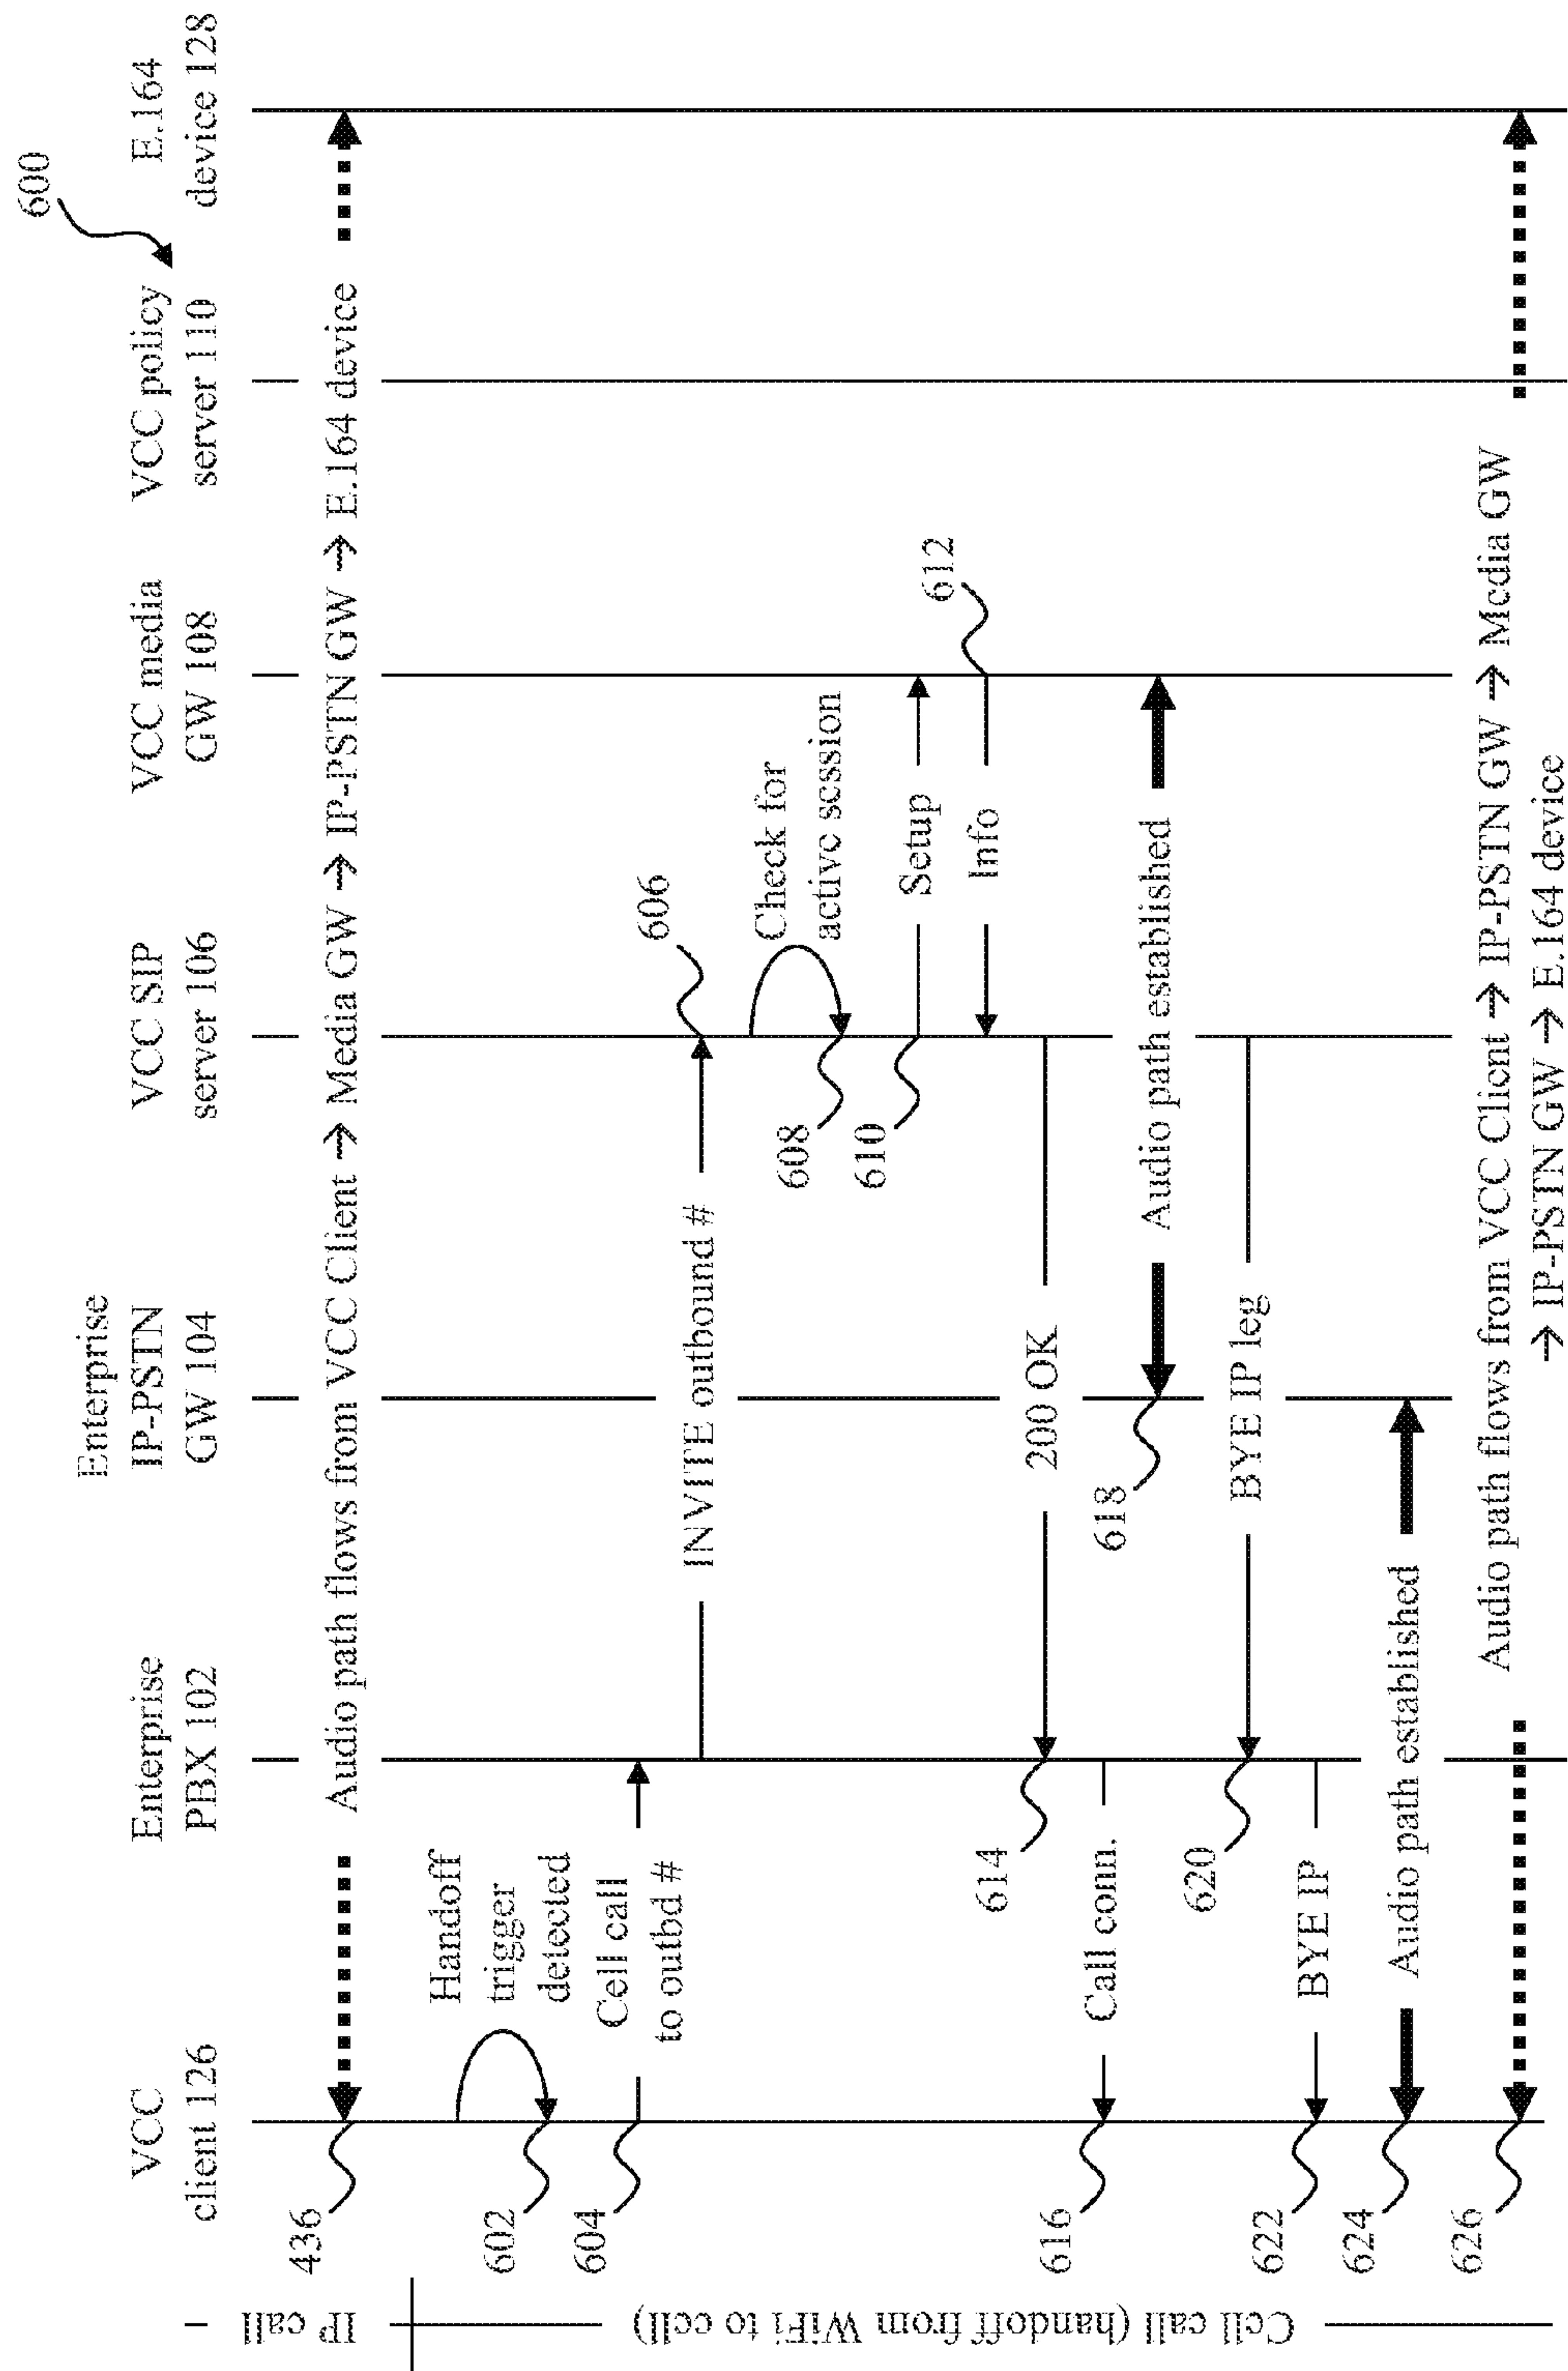 600
VCC
client 126
Enterprise
PBX 102
Enterprise
IP-PSTN
GW 104
VCC SIP
server 106
VCC media
GW 108
VCC policy
server 110
E.164
device 128
IP call
436
Audio path flows from VCC Client → Media GW → IP-PSTN GW → E.164 device
Cell call (handoff from WiFi to cell)
602
Handoff
trigger
detected
604
Cell call
to outbd #
INVITE outbound #
606
608
Check for
active session
610
Setup
Info
612
614
200 OK
616
Call conn.
618
Audio path established
620
BYE IP leg
622
BYE IP
624
Audio path established
626
Audio path flows from VCC Client → IP-PSTN GW → Media GW
→ IP-PSTN GW → E.164 device